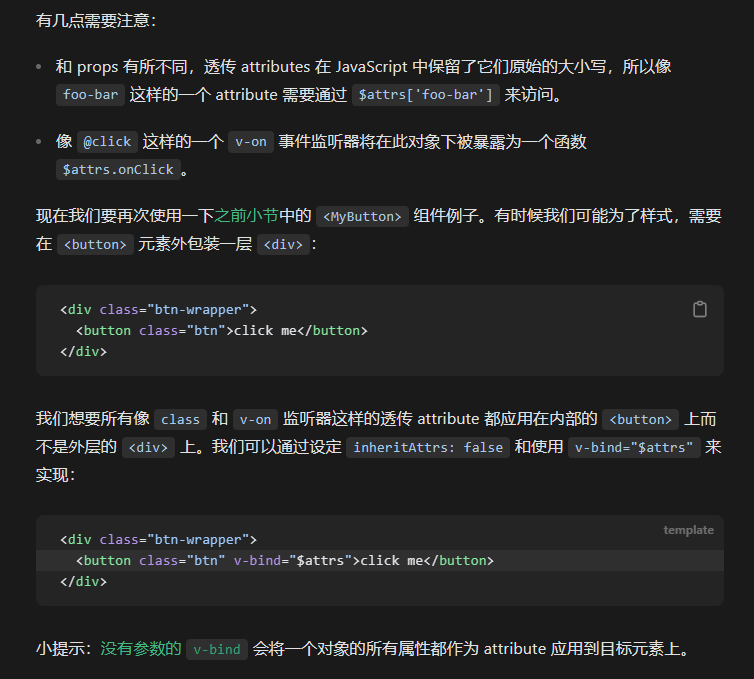 有几点需要注意：
和 props 有所不同，透传 attributes 在 JavaScript 中保留了它们原始的大小写，所以像
foo-bar 这样的一个 attribute 需要通过 $attrs['foo-bar'] 来访问。
像 @click 这样的一个 v-on 事件监听器将在此对象下被暴露为一个函数
$attrs.onClick。
现在我们要再次使用一下之前小节中的 <MyButton> 组件例子。有时候我们可能为了样式，需要
在 <button> 元素外包装一层 <div>：
<div class="btn-wrapper">
  <button class="btn">click me</button>
</div>
我们想要所有像 class 和 v-on 监听器这样的透传 attribute 都应用在内部的 <button> 上而
不是外层的 <div> 上。我们可以通过设定 inheritAttrs: false 和使用 v-bind="$attrs" 来
实现：
template
<div class="btn-wrapper">
  <button class="btn" v-bind="$attrs">click me</button>
</div>
小提示：没有参数的 v-bind 会将一个对象的所有属性都作为 attribute 应用到目标元素上。